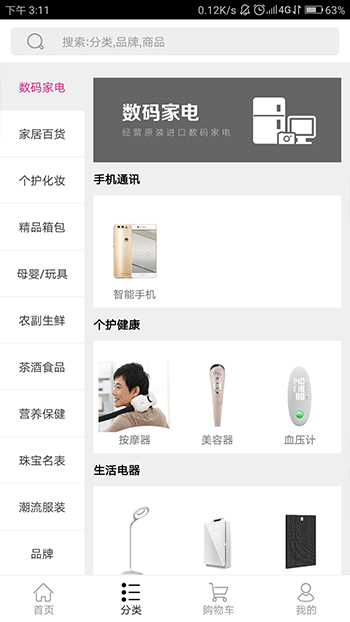 下午 3:11
0.12K/s 4G 63%
搜索:分类,品牌,商品
数码家电
家居百货
个护化妆
精品箱包
母婴/玩具
农副生鲜
茶酒食品
营养保健
珠宝名表
潮流服装
品牌
数码家电
经营原装进口数码家电
手机通讯
智能手机
个护健康
按摩器
美容器
血压计
生活电器
首页
分类
购物车
我的